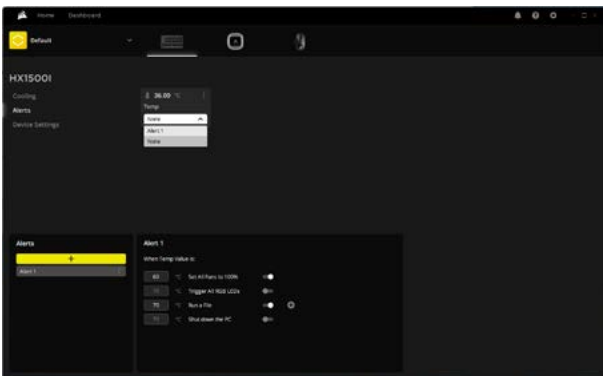 Home Dashboard
Default
HX1500I
Cooling
Alerts
Device Settings
36.00 °C
Temp
None
Alert 1
None
Alerts
+
Alert 1
Alert 1
When Temp Value is:
60 °C Set All Fans to 100%
°C Trigger All RGB LEDs
70 °C Run a File
°C Shut down the PC